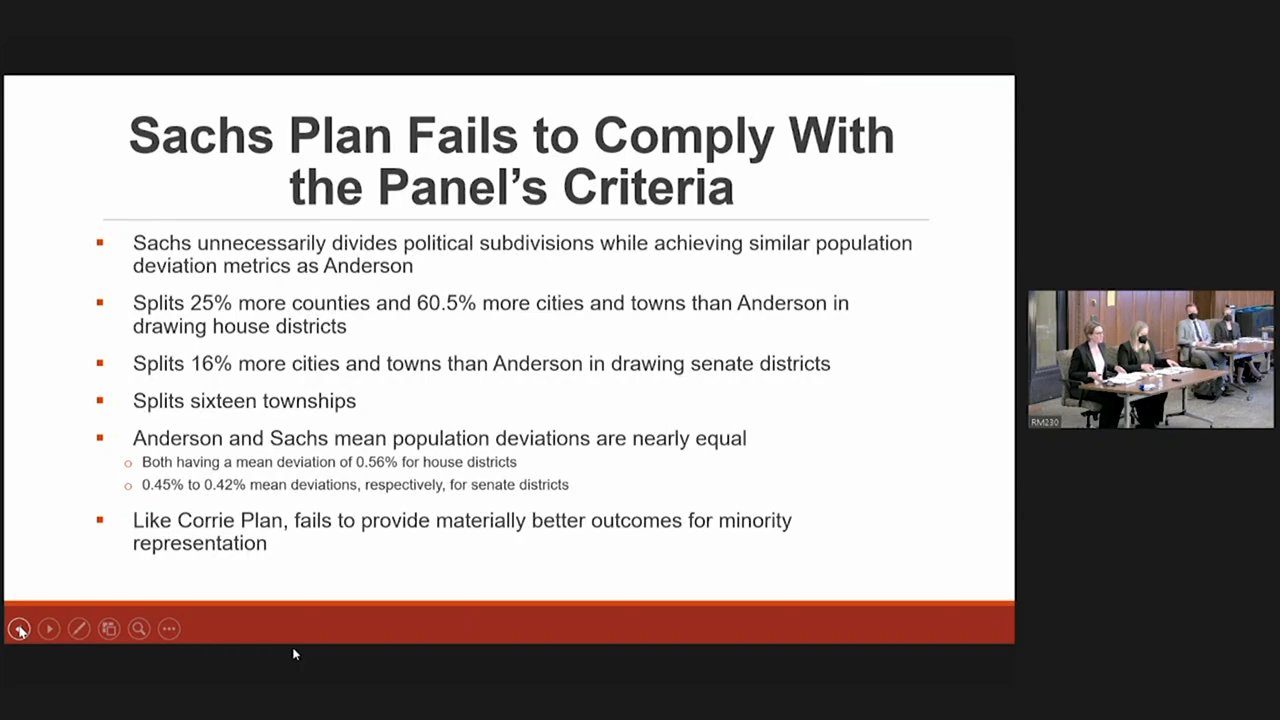 Sachs Plan Fails to Comply With
the Panel’s Criteria
Sachs unnecessarily divides political subdivisions while achieving similar population
deviation metrics as Anderson
Splits 25% more counties and 60.5% more cities and towns than Anderson in
drawing house districts
Splits 16% more cities and towns than Anderson in drawing senate districts
Splits sixteen townships
Anderson and Sachs mean population deviations are nearly equal
Both having a mean deviation of 0.56% for house districts
0.45% to 0.42% mean deviations, respectively, for senate districts
Like Corrie Plan, fails to provide materially better outcomes for minority
representation
RM230